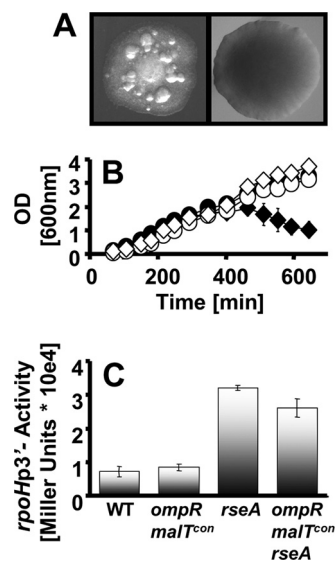 A
B
OD
[600nm]
4
3
2
1
0
0
200
400
600
Time [min]
C
rpoHp3'- Activity
[Miller Units * 10e4]
4
3
2
1
0
WT
ompR
malTcon
rseA
ompR
malTcon
rseA